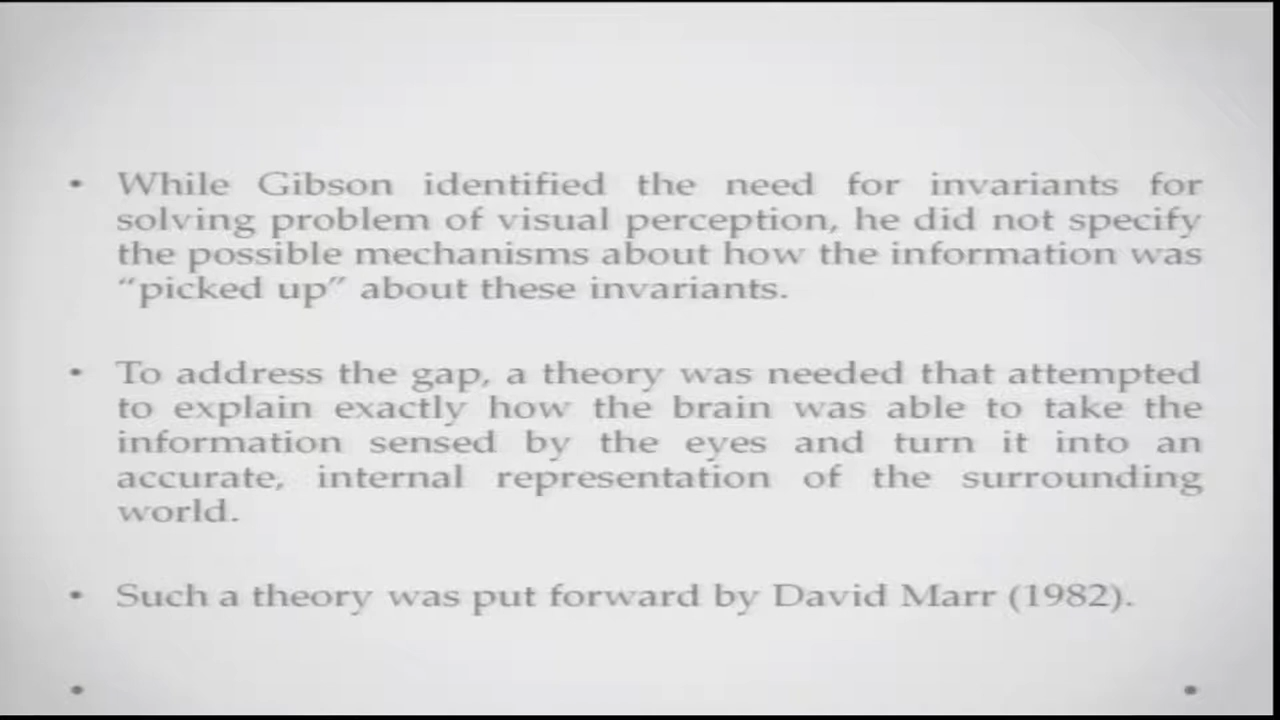 • While Gibson identified the need for invariants for
solving problem of visual perception, he did not specify
the possible mechanisms about how the information was
“picked up” about these invariants.
• To address the gap, a theory was needed that attempted
to explain exactly how the brain was able to take the
information sensed by the eyes and turn it into an
accurate, internal representation of the surrounding
world.
• Such a theory was put forward by David Marr (1982).